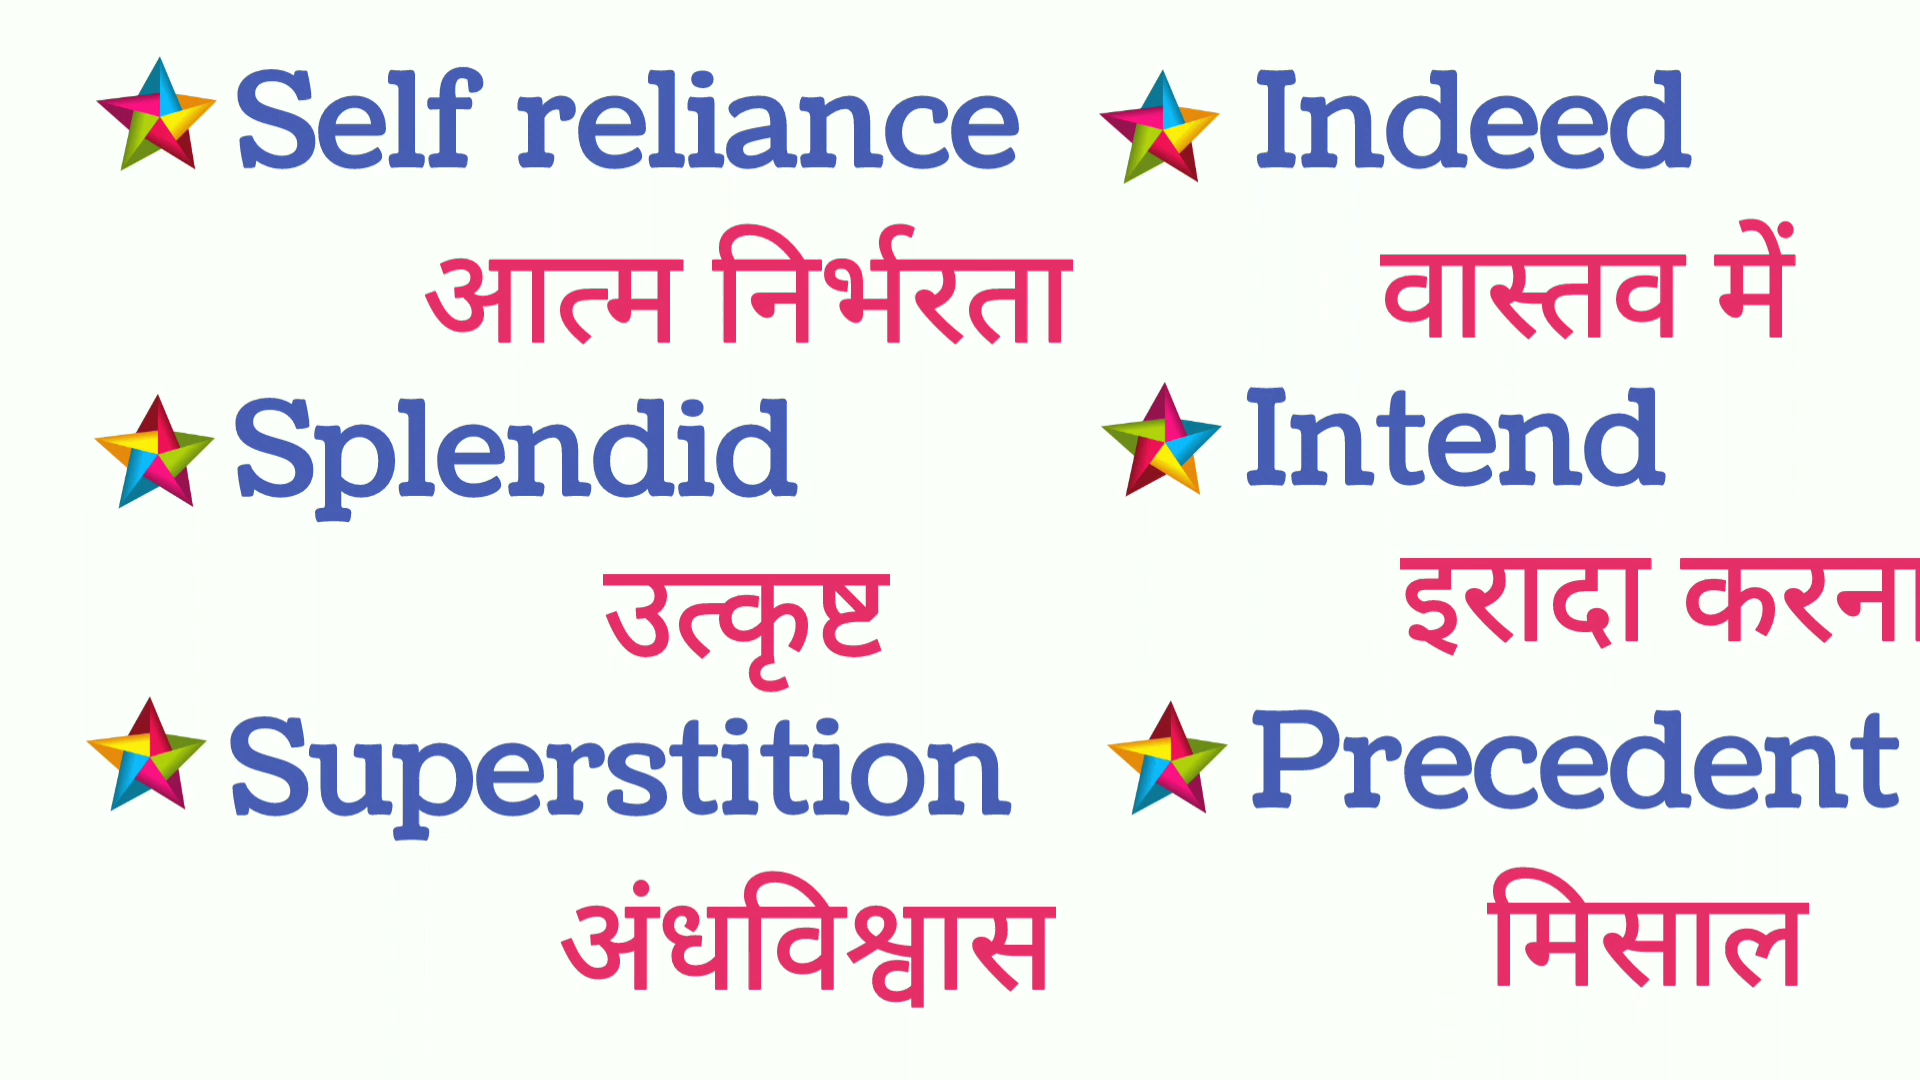 Self reliance
आत्म निर्भरता
Splendid
उत्कृष्ट
Superstition
अंधविश्वास
Indeed
वास्तव में
Intend
इरादा करना
Precedent
मिसाल